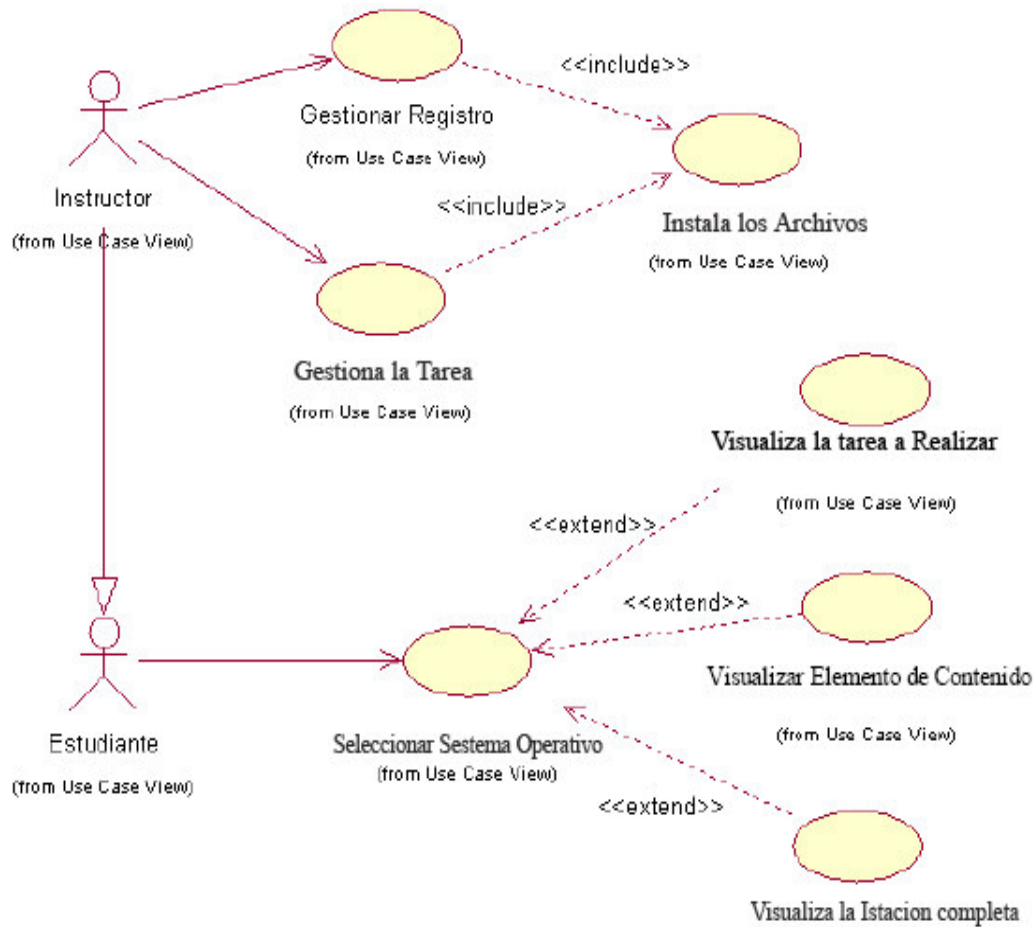 <<include>>
Gestionar Registro
(from Use Case View)
Instructor
(from Use Case View)
<<include>>
Instala los Archivos
(from Use Case View)
Gestiona la Tarea
(from Use Case View)
Visualiza la tarea a Realizar
(from Use Case View)
<<extend>>
<<extend>>
Visualizar Elemento de Contenido
(from Use Case View)
Estudiante
(from Use Case View)
Seleccionar Sestema Operativo
(from Use Case View)
<<extend>>
Visualiza la Istacion completa